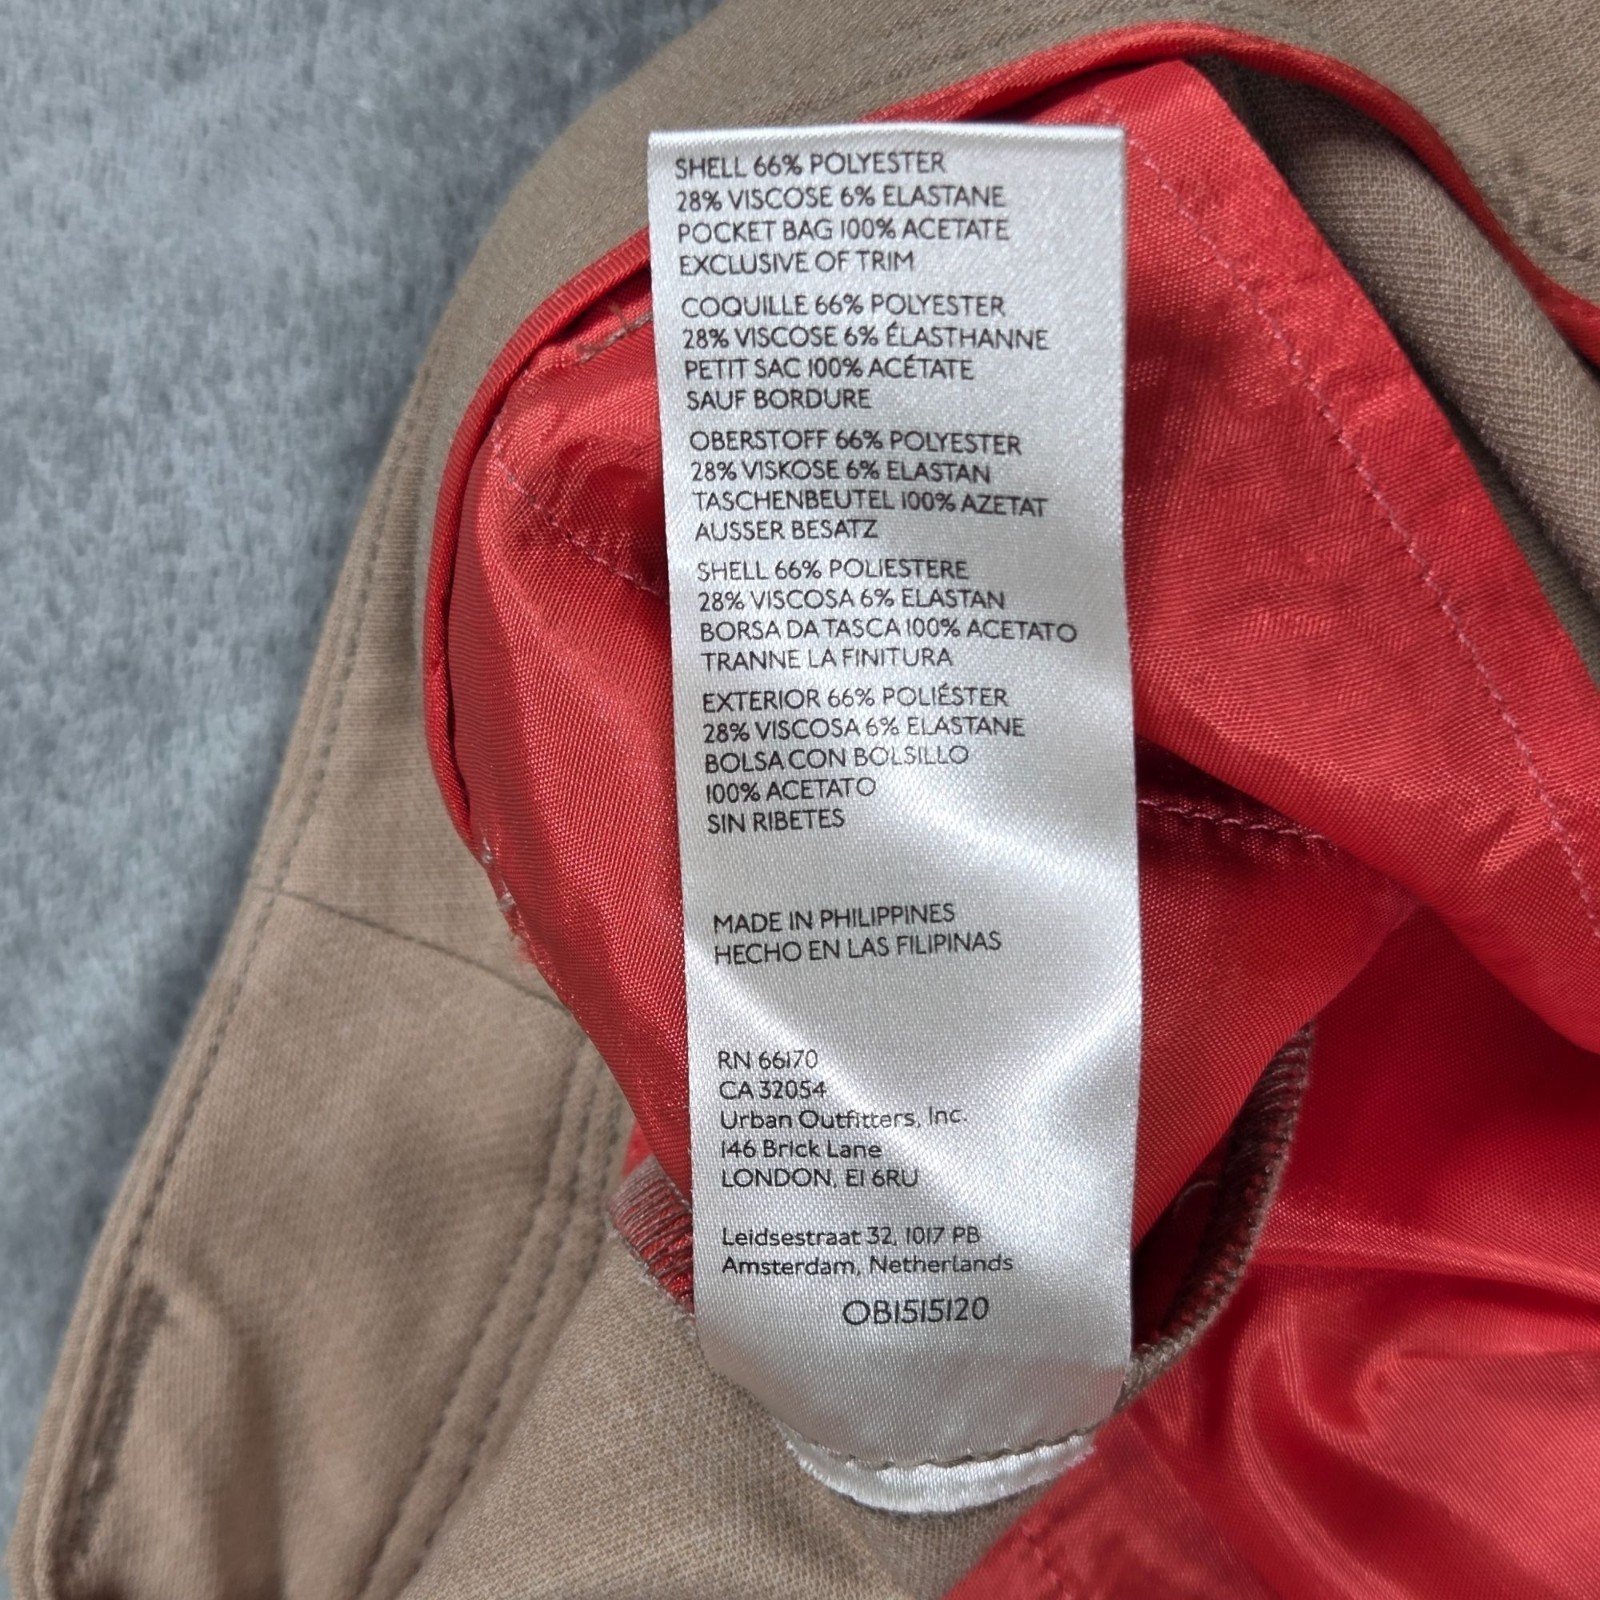 SHELL 66% POLYESTER
28% VISCOSE 6% ELASTANE
POCKET BAG 100% ACETATE
EXCLUSIVE OF TRIM
COQUILLE 66% POLYESTER
28% VISCOSE 6% ÉLASTHANNE
PETIT SAC 100% ACÉTATE
SAUF BORDURE
OBERSTOFF 66% POLYESTER
28% VISKOSE 6% ELASTAN
TASCHENBEUTEL 100% AZETAT
AUSSER BESATZ
SHELL 66% POLIESTERE
28% VISCOSA 6% ELASTAN
BORSA DA TASCA 100% ACETATO
TRANNE LA FINITURA
EXTERIOR 66% POLIÉSTER
28% VISCOSA 6% ELASTANE
BOLSA CON BOLSILLO
100% ACETATO
SIN RIBETES
MADE IN PHILIPPINES
HECHO EN LAS FILIPINAS
RN 66170
CA 32054
Urban Outfitters, Inc.
146 Brick Lane
LONDON, E1 6RU
Leidsestraat 32, 1017 PB
Amsterdam, Netherlands
OB1515120